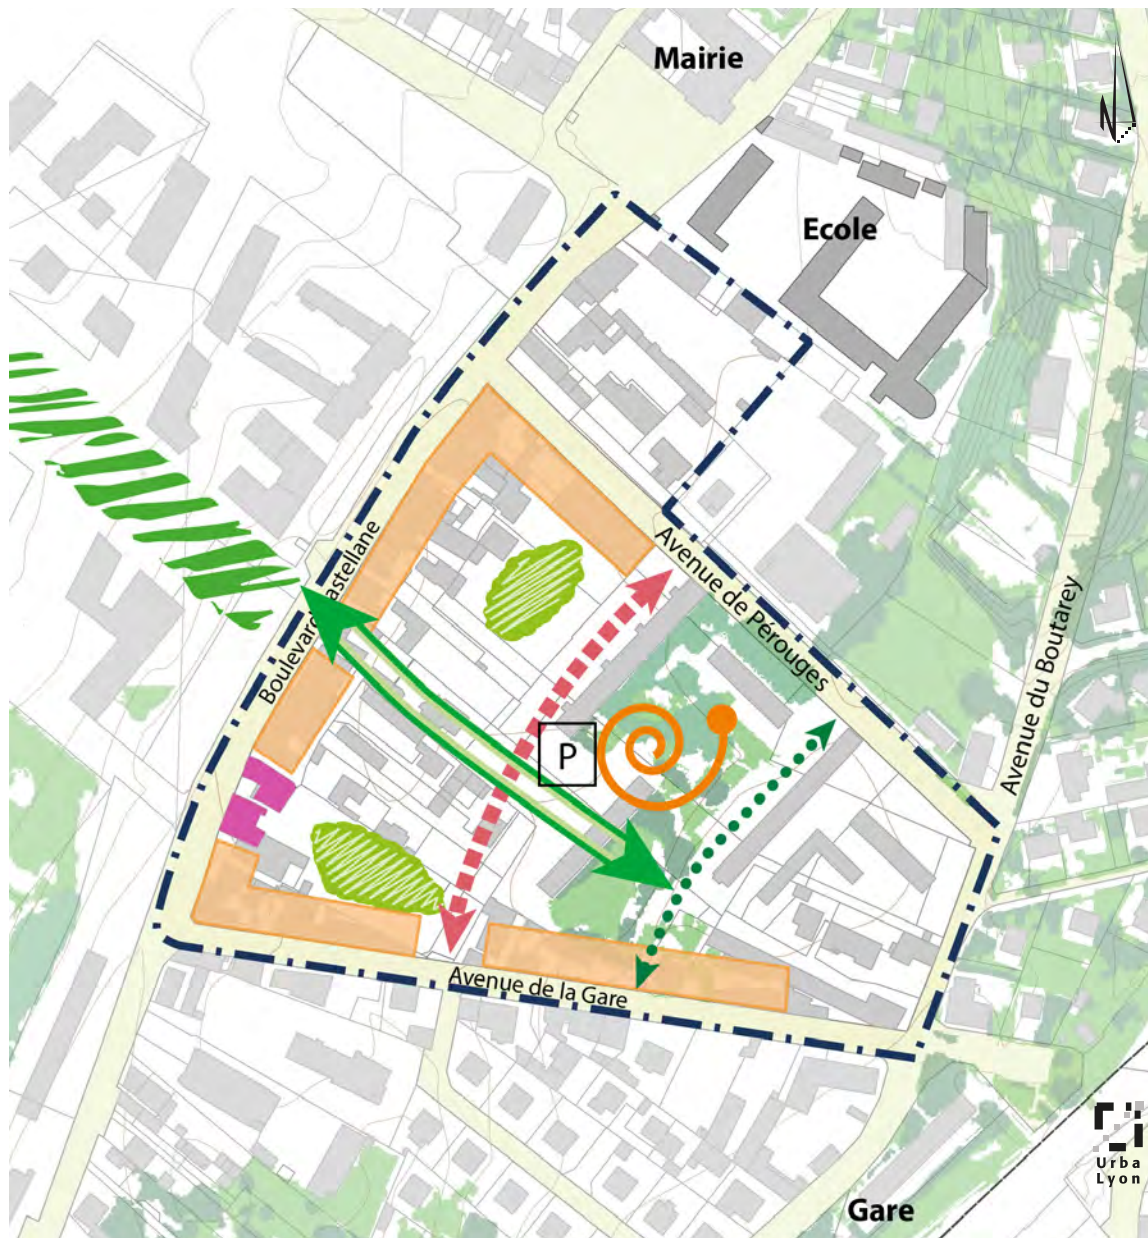 Mairie
N
Ecole
Boulevard Castellane
Avenue de Pérouges
Avenue du Boutarey
P
Avenue de la Gare
Urba
Lyon
Gare